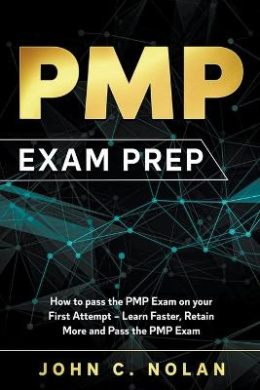 PMP
EXAM PREP
How to pass the PMP Exam on your
First Attempt – Learn Faster, Retain
More and Pass the PMP Exam
JOHN C. NOLAN